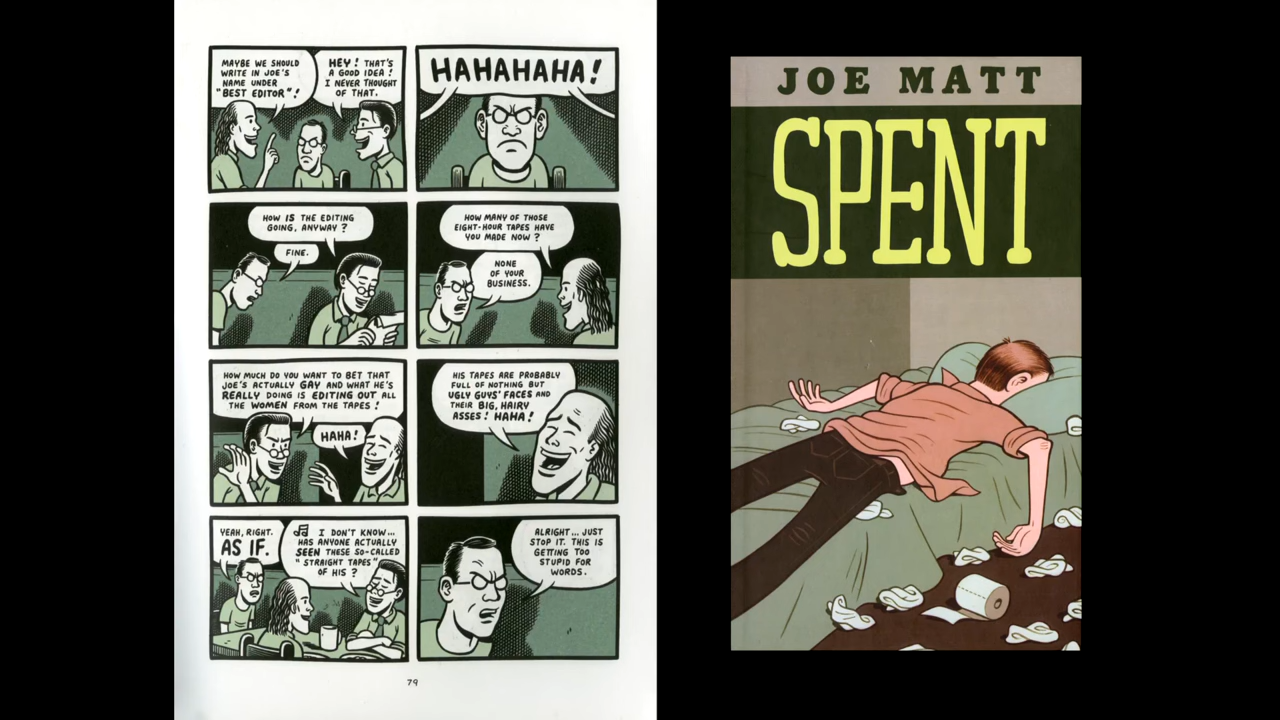 MAYBE WE SHOULD
WRITE IN JOE'S
NAME UNDER
"BEST EDITOR"!
HEY! THAT'S
A GOOD IDEA!
I NEVER THOUGHT
OF THAT.
HAHAHAHA!
HOW IS THE EDITING
GOING, ANYWAY?
FINE.
HOW MANY OF THOSE
EIGHT-HOUR TAPES HAVE
YOU MADE NOW?
NONE
OF YOUR
BUSINESS.
HOW MUCH DO YOU WANT TO BET THAT
JOE'S ACTUALLY GAY AND WHAT HE'S
REALLY DOING IS EDITING OUT ALL
THE WOMEN FROM THE TAPES!
HAHA!
HIS TAPES ARE PROBABLY
FULL OF NOTHING BUT
UGLY GUYS' FACES AND
THEIR BIG, HAIRY
ASSES! HAHA!
YEAH, RIGHT.
AS IF.
I DON'T KNOW...
HAS ANYONE ACTUALLY
SEEN THESE SO-CALLED
"STRAIGHT TAPES"
OF HIS?
ALRIGHT... JUST
STOP IT. THIS IS
GETTING TOO
STUPID FOR
WORDS.
79
JOE MATT
SPENT